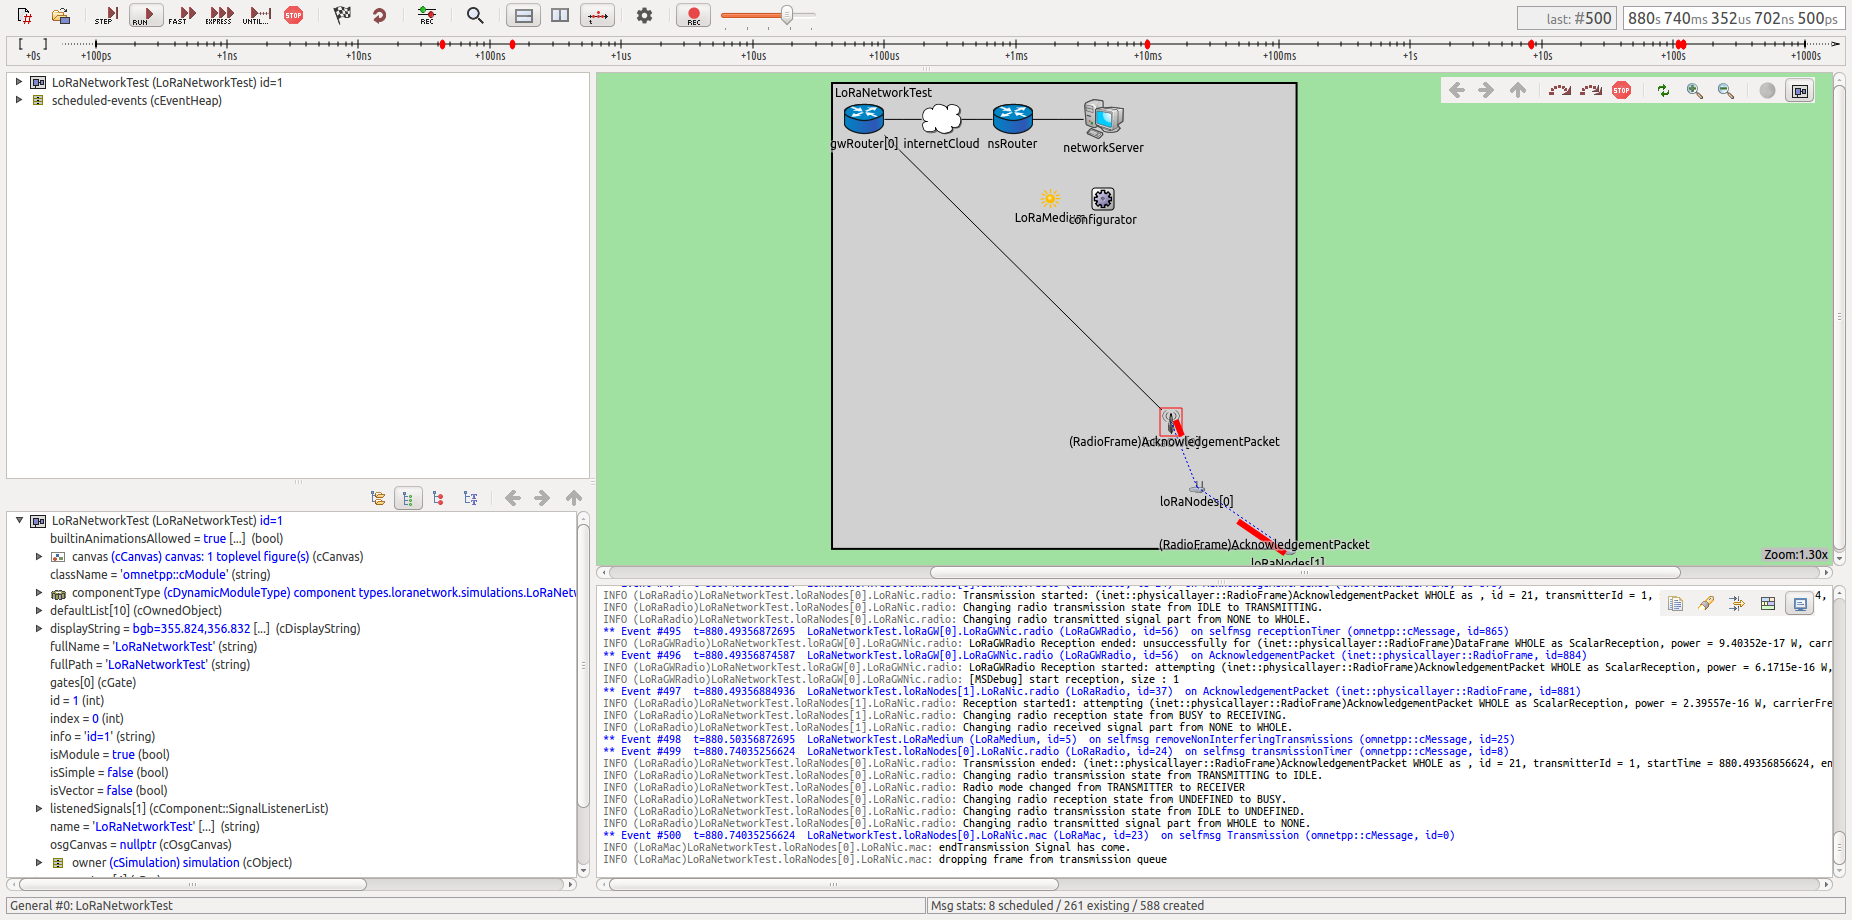 STEP RUN FAST EXPRESS UNTIL... STOP REC REC last: #500 880s 740ms 352us 702ns 500ps
+0s +100ps +1ns +10ns +100ns +1us +10us +100us +1ms +10ms +100ms +1s +10s +100s +1000s
LoRaNetworkTest (LoRaNetworkTest) id=1
scheduled-events (cEventHeap)
LoRaNetworkTest (LoRaNetworkTest) id=1
builtinAnimationsAllowed = true [...] (bool)
canvas (cCanvas) canvas: 1 toplevel figure(s) (cCanvas)
className = 'omnetpp::cModule' (string)
componentType (cDynamicModuleType) component types.loranetwork.simulations.LoRaNetw
defaultList[10] (cOwnedObject)
displayString = bgb=355.824,356.832 [...] (cDisplayString)
fullName = 'LoRaNetworkTest' (string)
fullPath = 'LoRaNetworkTest' (string)
gates[0] (cGate)
id = 1 (int)
index = 0 (int)
info = 'id=1' (string)
isModule = true (bool)
isSimple = false (bool)
isVector = false (bool)
listenedSignals[1] (cComponent::SignalListenerList)
name = 'LoRaNetworkTest' [...] (string)
osgCanvas = nullptr (cOsgCanvas)
owner (cSimulation) simulation (cObject)
STOP
LoRaNetworkTest
gwRouter[0] internetCloud nsRouter
networkServer
LoRaMedium
configurator
(RadioFrame)AcknowledgementPacket
loRaNodes[0]
(RadioFrame)AcknowledgementPacket
loRaNodes[1]
Zoom:1.30x
INFO (LoRaRadio)LoRaNetworkTest.loRaNodes[0].LoRaNic.radio: Transmission started: (inet::physicallayer::RadioFrame)AcknowledgementPacket WHOLE as , id = 21, transmitterId = 1,
INFO (LoRaRadio)LoRaNetworkTest.loRaNodes[0].LoRaNic.radio: Changing radio transmission state from IDLE to TRANSMITTING.
INFO (LoRaRadio)LoRaNetworkTest.loRaNodes[0].LoRaNic.radio: Changing radio transmitted signal part from NONE to WHOLE.
** Event #495 t=880.49356872695 LoRaNetworkTest.loRaGW[0].LoRaGWNic.radio (LoRaGWRadio, id=56) on selfmsg receptionTimer (omnetpp::cMessage, id=865)
INFO (LoRaGWRadio)LoRaNetworkTest.loRaGW[0].LoRaGWNic.radio: LoRaGWRadio Reception ended: unsuccessfully for (inet::physicallayer::RadioFrame)DataFrame WHOLE as ScalarReception, power = 9.40352e-17 W, carr
** Event #496 t=880.49356874587 LoRaNetworkTest.loRaGW[0].LoRaGWNic.radio (LoRaGWRadio, id=56) on AcknowledgementPacket (inet::physicallayer::RadioFrame, id=884)
INFO (LoRaGWRadio)LoRaNetworkTest.loRaGW[0].LoRaGWNic.radio: LoRaGWRadio Reception started: attempting (inet::physicallayer::RadioFrame)AcknowledgementPacket WHOLE as ScalarReception, power = 6.1715e-16 W,
INFO (LoRaGWRadio)LoRaNetworkTest.loRaGW[0].LoRaGWNic.radio: [MSDebug] start reception, size : 1
** Event #497 t=880.49356884936 LoRaNetworkTest.loRaNodes[1].LoRaNic.radio (LoRaRadio, id=37) on AcknowledgementPacket (inet::physicallayer::RadioFrame, id=881)
INFO (LoRaRadio)LoRaNetworkTest.loRaNodes[1].LoRaNic.radio: Reception started1: attempting (inet::physicallayer::RadioFrame)AcknowledgementPacket WHOLE as ScalarReception, power = 2.39557e-16 W, carrierFre
INFO (LoRaRadio)LoRaNetworkTest.loRaNodes[1].LoRaNic.radio: Changing radio reception state from BUSY to RECEIVING.
INFO (LoRaRadio)LoRaNetworkTest.loRaNodes[1].LoRaNic.radio: Changing radio received signal part from NONE to WHOLE.
** Event #498 t=880.50356872695 LoRaNetworkTest.LoRaMedium (LoRaMedium, id=5) on selfmsg removeNonInterferingTransmissions (omnetpp::cMessage, id=25)
** Event #499 t=880.74035256624 LoRaNetworkTest.loRaNodes[0].LoRaNic.radio (LoRaRadio, id=24) on selfmsg transmissionTimer (omnetpp::cMessage, id=8)
INFO (LoRaRadio)LoRaNetworkTest.loRaNodes[0].LoRaNic.radio: Transmission ended: (inet::physicallayer::RadioFrame)AcknowledgementPacket WHOLE as , id = 21, transmitterId = 1, startTime = 880.49356856624, en
INFO (LoRaRadio)LoRaNetworkTest.loRaNodes[0].LoRaNic.radio: Changing radio transmission state from TRANSMITTING to IDLE.
INFO (LoRaRadio)LoRaNetworkTest.loRaNodes[0].LoRaNic.radio: Radio mode changed from TRANSMITTER to RECEIVER
INFO (LoRaRadio)LoRaNetworkTest.loRaNodes[0].LoRaNic.radio: Changing radio reception state from UNDEFINED to BUSY.
INFO (LoRaRadio)LoRaNetworkTest.loRaNodes[0].LoRaNic.radio: Changing radio transmission state from IDLE to UNDEFINED.
INFO (LoRaRadio)LoRaNetworkTest.loRaNodes[0].LoRaNic.radio: Changing radio transmitted signal part from WHOLE to NONE.
** Event #500 t=880.74035256624 LoRaNetworkTest.loRaNodes[0].LoRaNic.mac (LoRaMac, id=23) on selfmsg Transmission (omnetpp::cMessage, id=0)
INFO (LoRaMac)LoRaNetworkTest.loRaNodes[0].LoRaNic.mac: endTransmission Signal has come.
INFO (LoRaMac)LoRaNetworkTest.loRaNodes[0].LoRaNic.mac: dropping frame from transmission queue
General #0: LoRaNetworkTest
Msg stats: 8 scheduled / 261 existing / 588 created